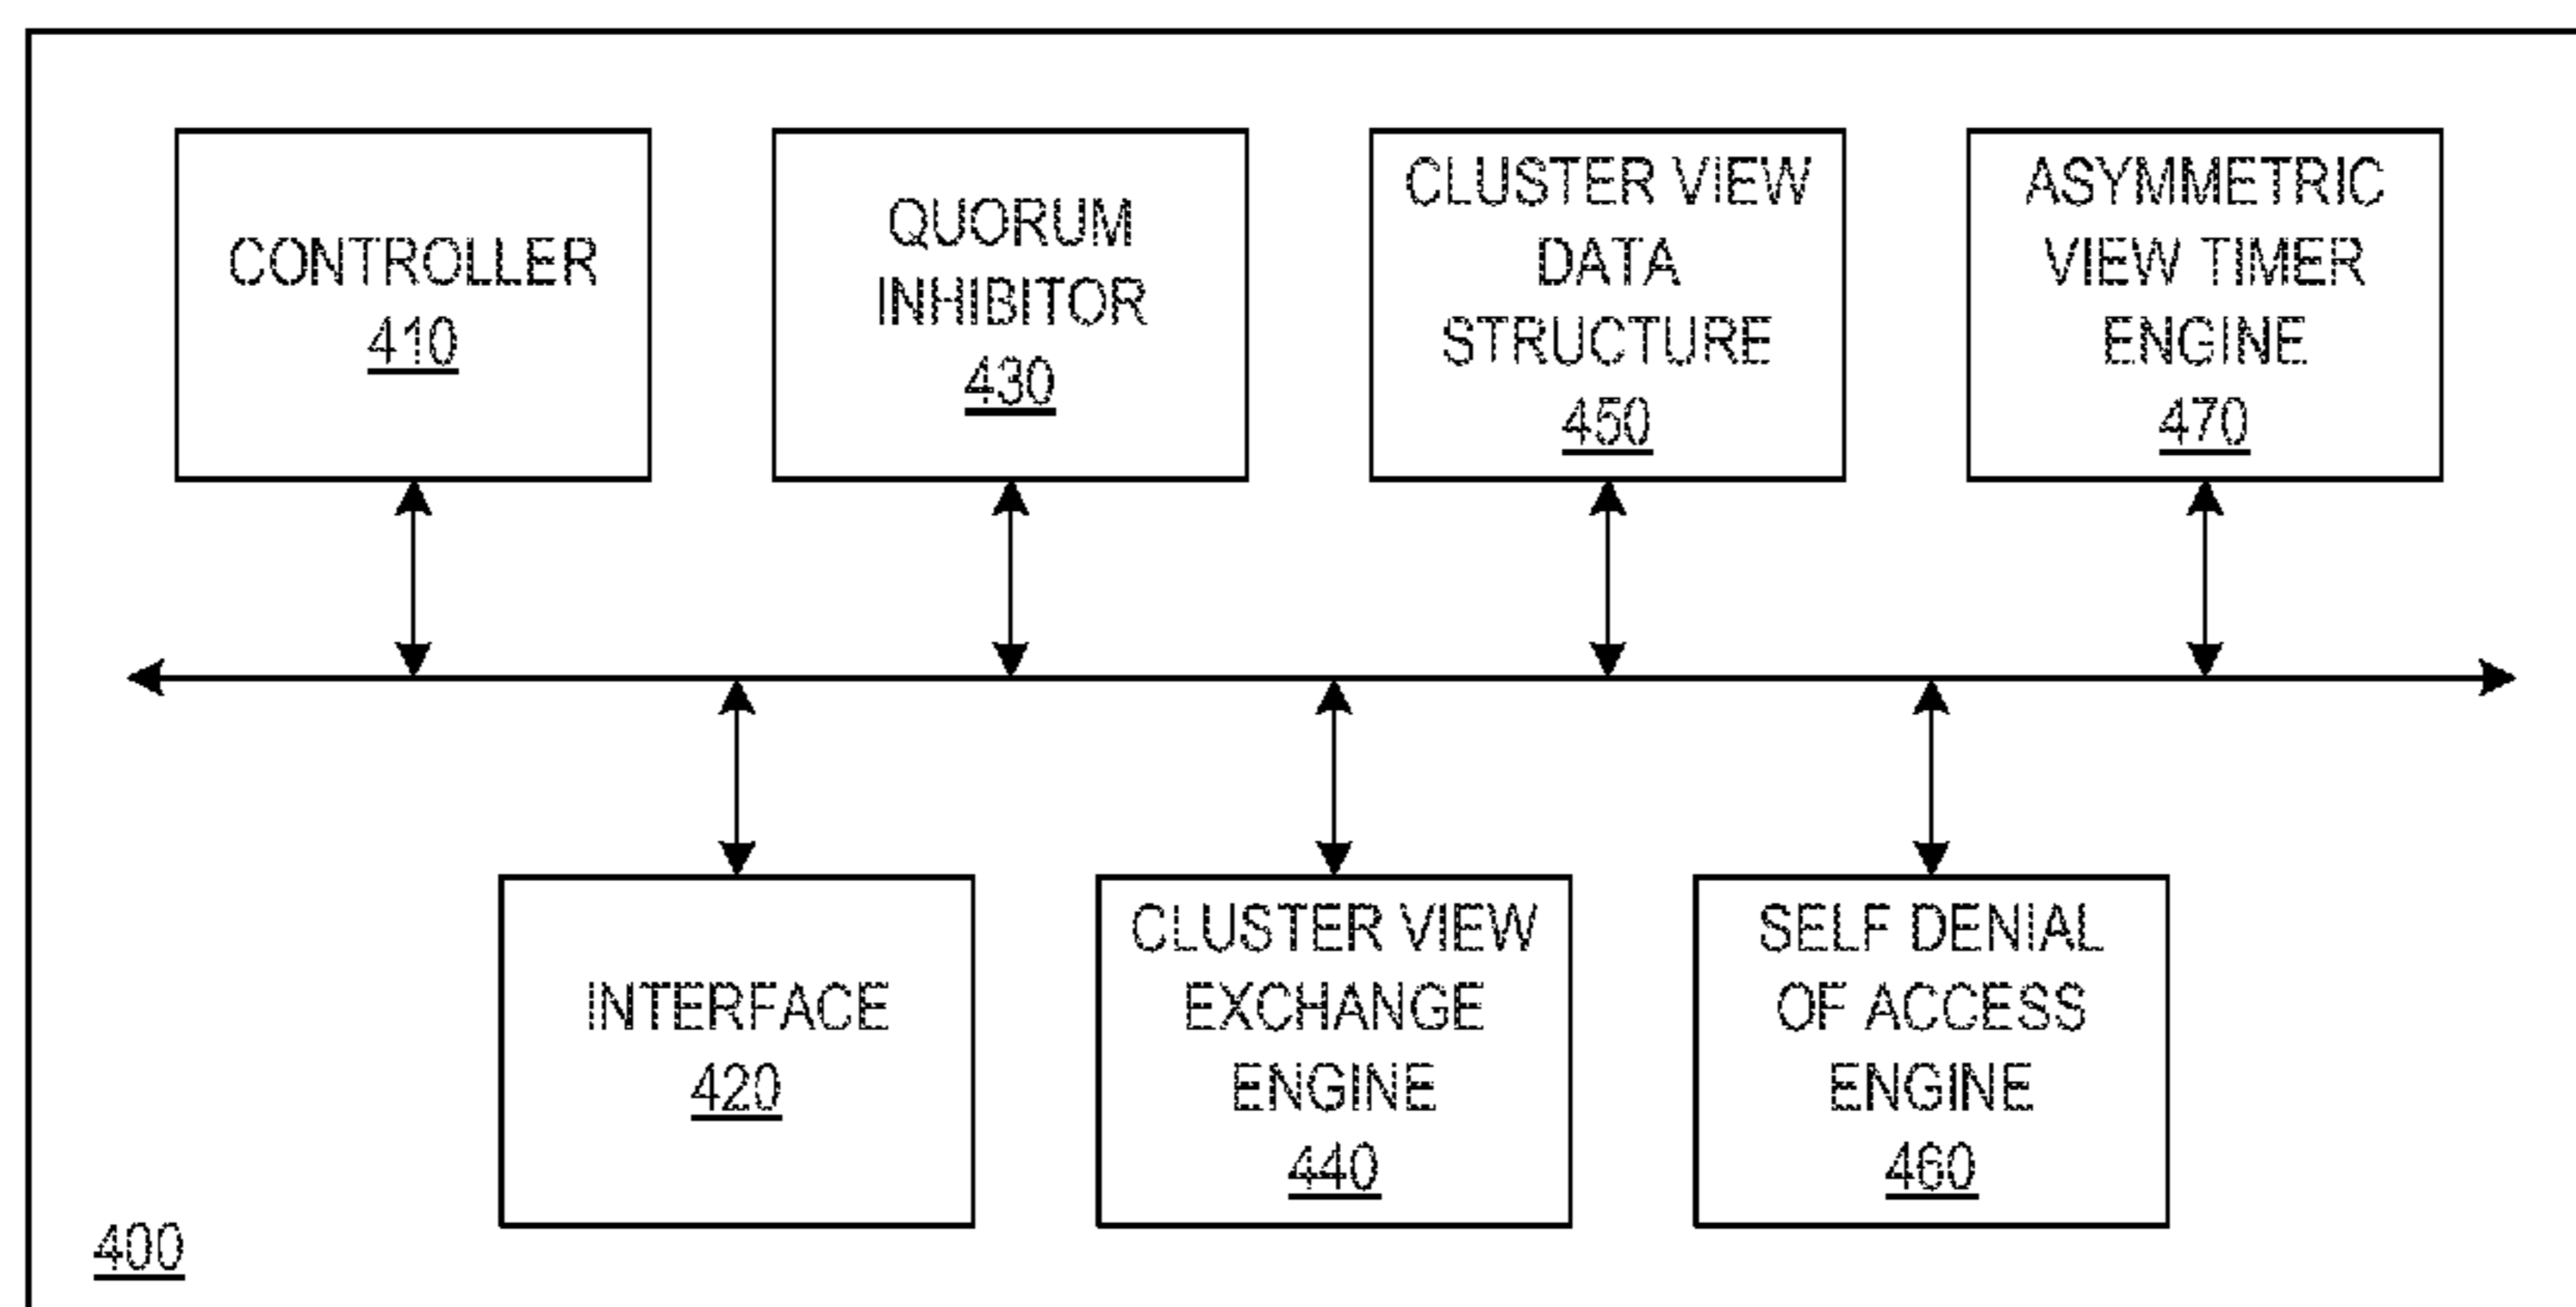 CONTROLLER
410
QUORUM
INHIBITOR
430
CLUSTER VIEW
DATA
STRUCTURE
450
ASYMMETRIC
VIEW TIMER
ENGINE
470
INTERFACE
420
CLUSTER VIEW
EXCHANGE
ENGINE
440
SELF DENIAL
OF ACCESS
ENGINE
460
400